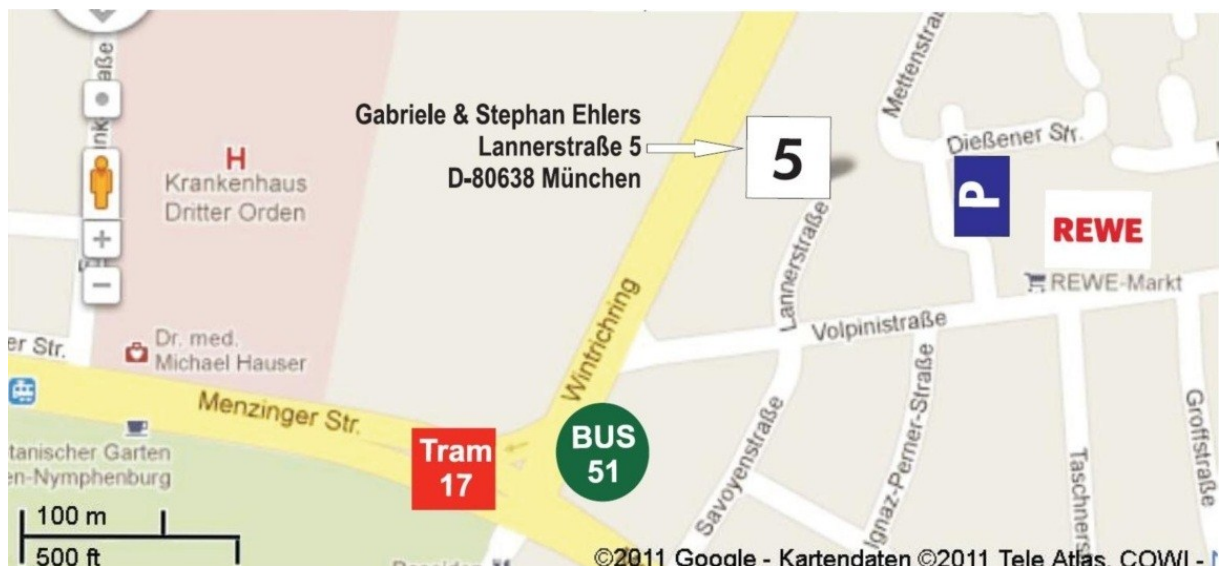 Gabriele & Stephan Ehlers
Lannerstraße 5
D-80638 München
5
Mettenstraß
Dießener Str.
P
REWE
REWE-Markt
H
Krankenhaus
Dritter Orden
Lannerstraße
Volpinistraße
Wintrichring
Dr. med.
Michael Hauser
er Str.
Menzinger Str.
tanischer Garten
en-Nymphenburg
Tram
17
BUS
51
Savoyenstraße
Ignaz-Perner-Straße
Taschners
Groffstraße
100 m
500 ft
©2011 Google - Kartendaten ©2011 Tele Atlas, COWI -